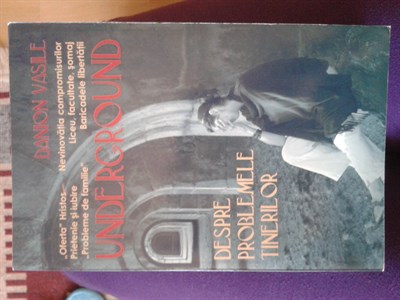 DANION VASILE
„Oferta” Hristos — Nevinovăția compromisurilor
Prietenie și iubire Liceu, facultate, șomaj
„Probleme de familie” Baricadele libertății
UNDERGROUND
DESPRE
PROBLEMELE
TINERILOR